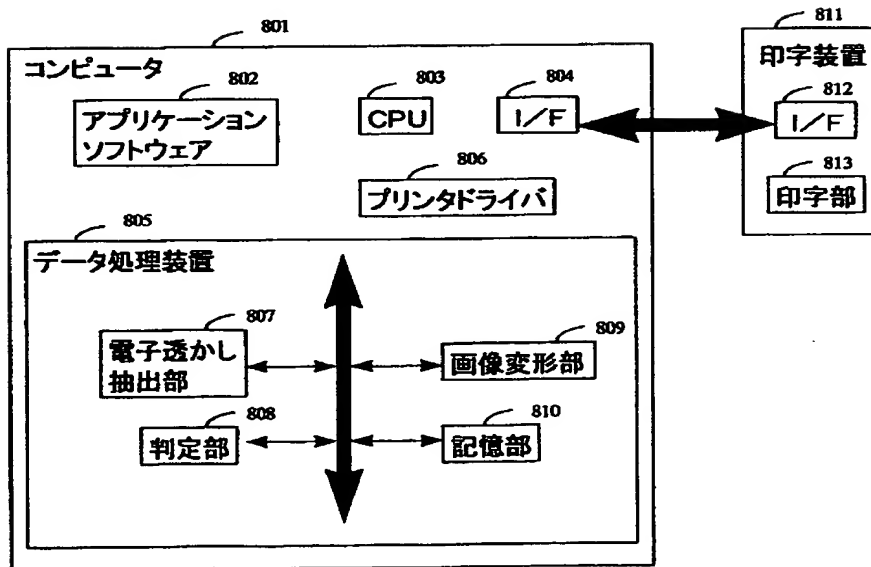 801
コンピュータ
802
アプリケーション
ソフトウェア
803
CPU
804
I/F
806
プリンタドライバ
805
データ処理装置
807
電子透かし
抽出部
809
画像変形部
808
判定部
810
記憶部
811
印字装置
812
I/F
813
印字部